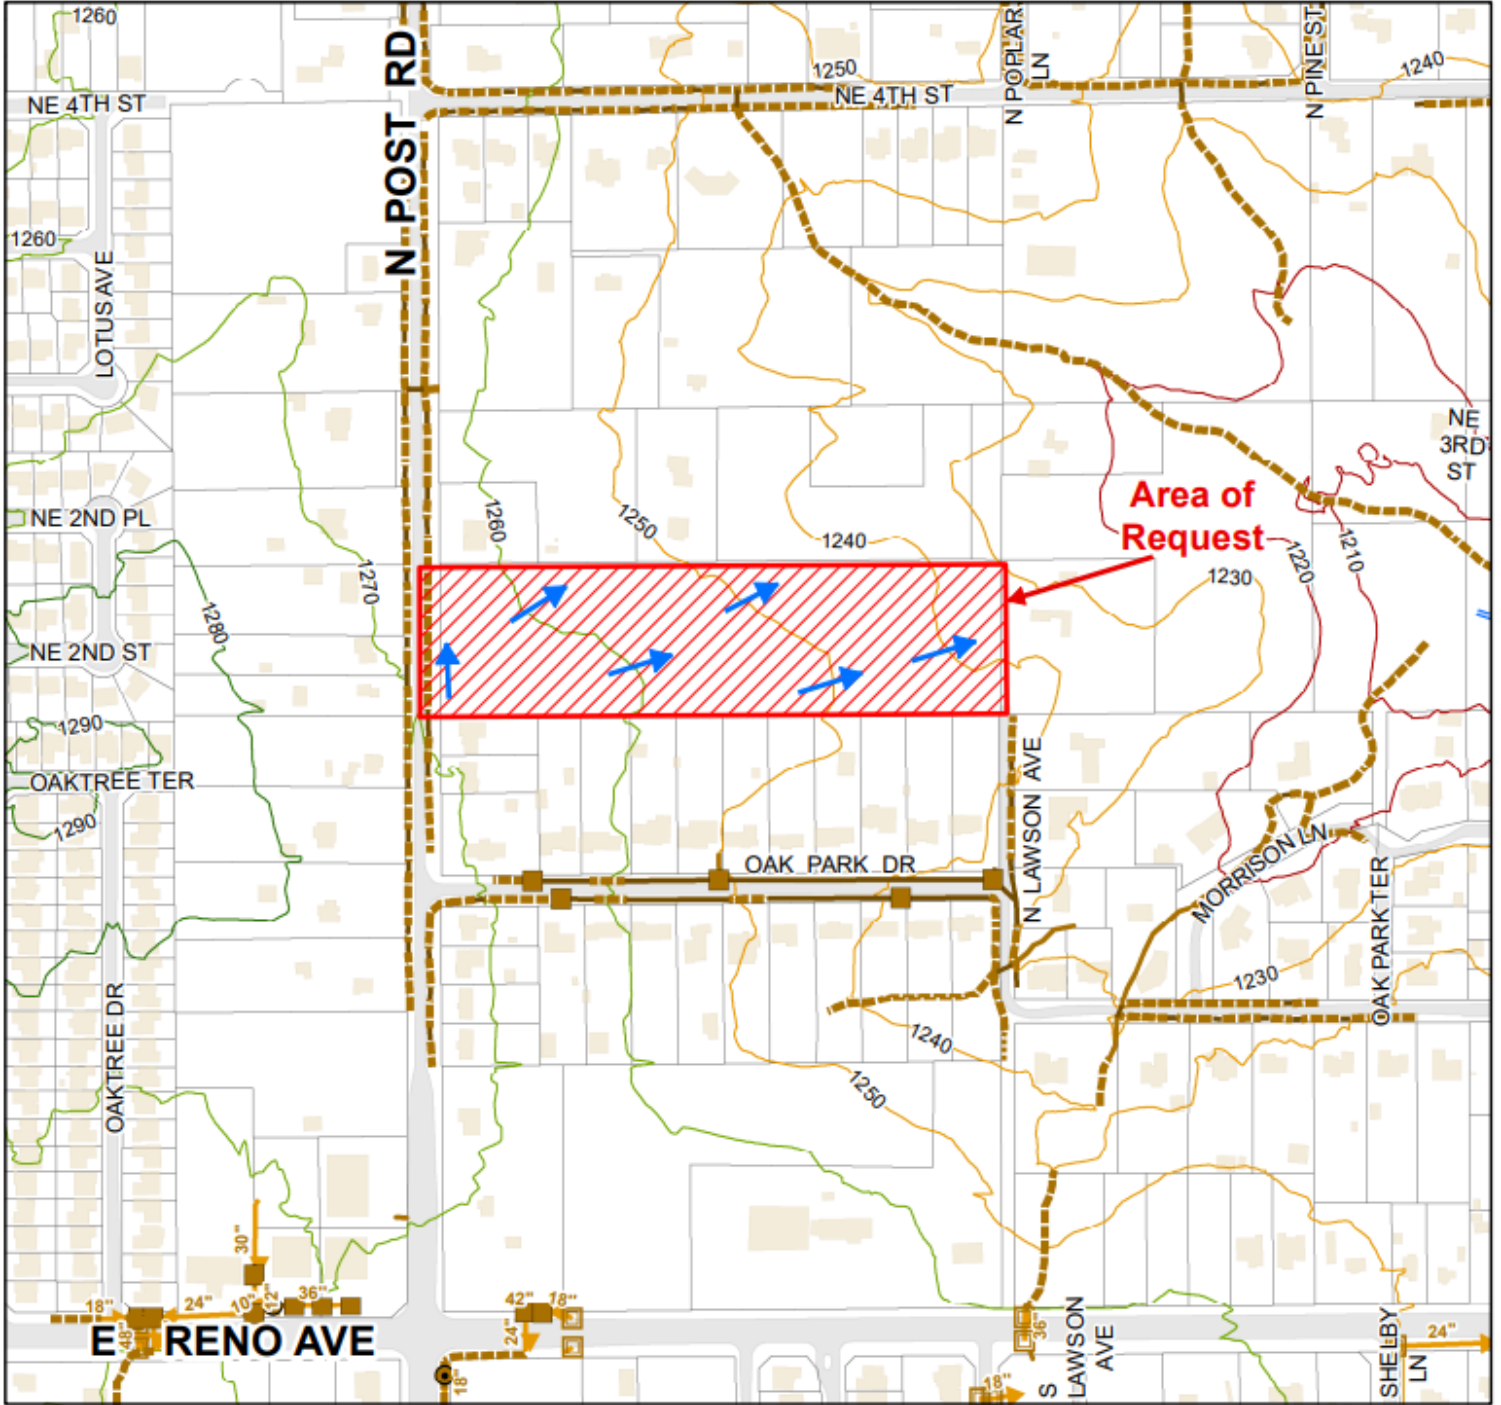 1260
1250
1240
N POPLAR
LN
N PINE ST
NE 4TH ST
NE 4TH ST
N POST RD
1260
LOTUS AVE
NE
3RD
ST
Area of
Request
1260
1250
1240
1270
1280
1220
1210
1230
NE 2ND PL
NE 2ND ST
1290
OAKTREE TER
1290
N LAWSON AVE
OAK PARK DR
MORRISON LN
OAK PARK TER
1230
1240
1250
OAKTREE DR
30"
18"
24"
10"
12"
36"
48"
42"
18"
24"
36"
E RENO AVE
18"
18"
S
LAWSON
AVE
SHELBY
LN
24"